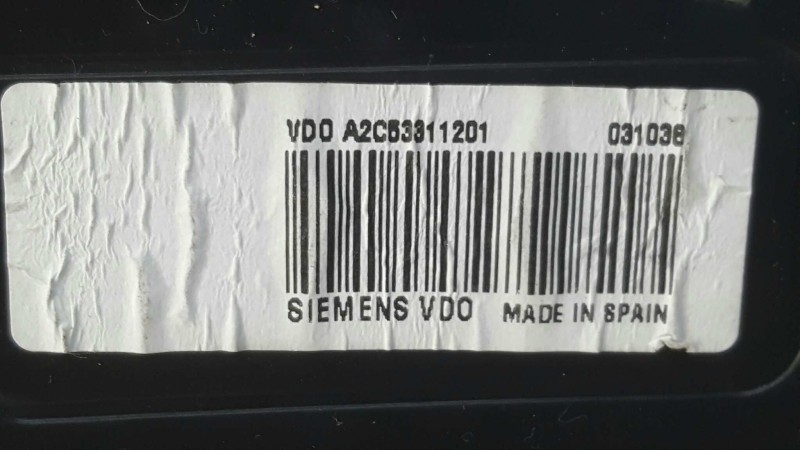 VDO A2C53311201 031036
SIEMENS VDO MADE IN SPAIN